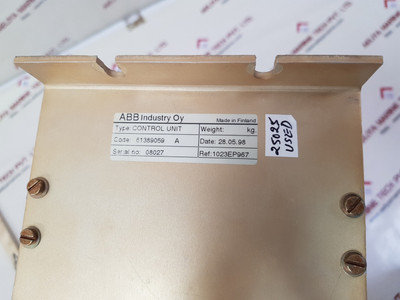 ABB Industry Oy Made in Finland
Type: CONTROL UNIT Weight: kg.
Code: 61389059 A Date: 28.05.98
Serial no: 08027 Ref: 1023EP967
25025
USED